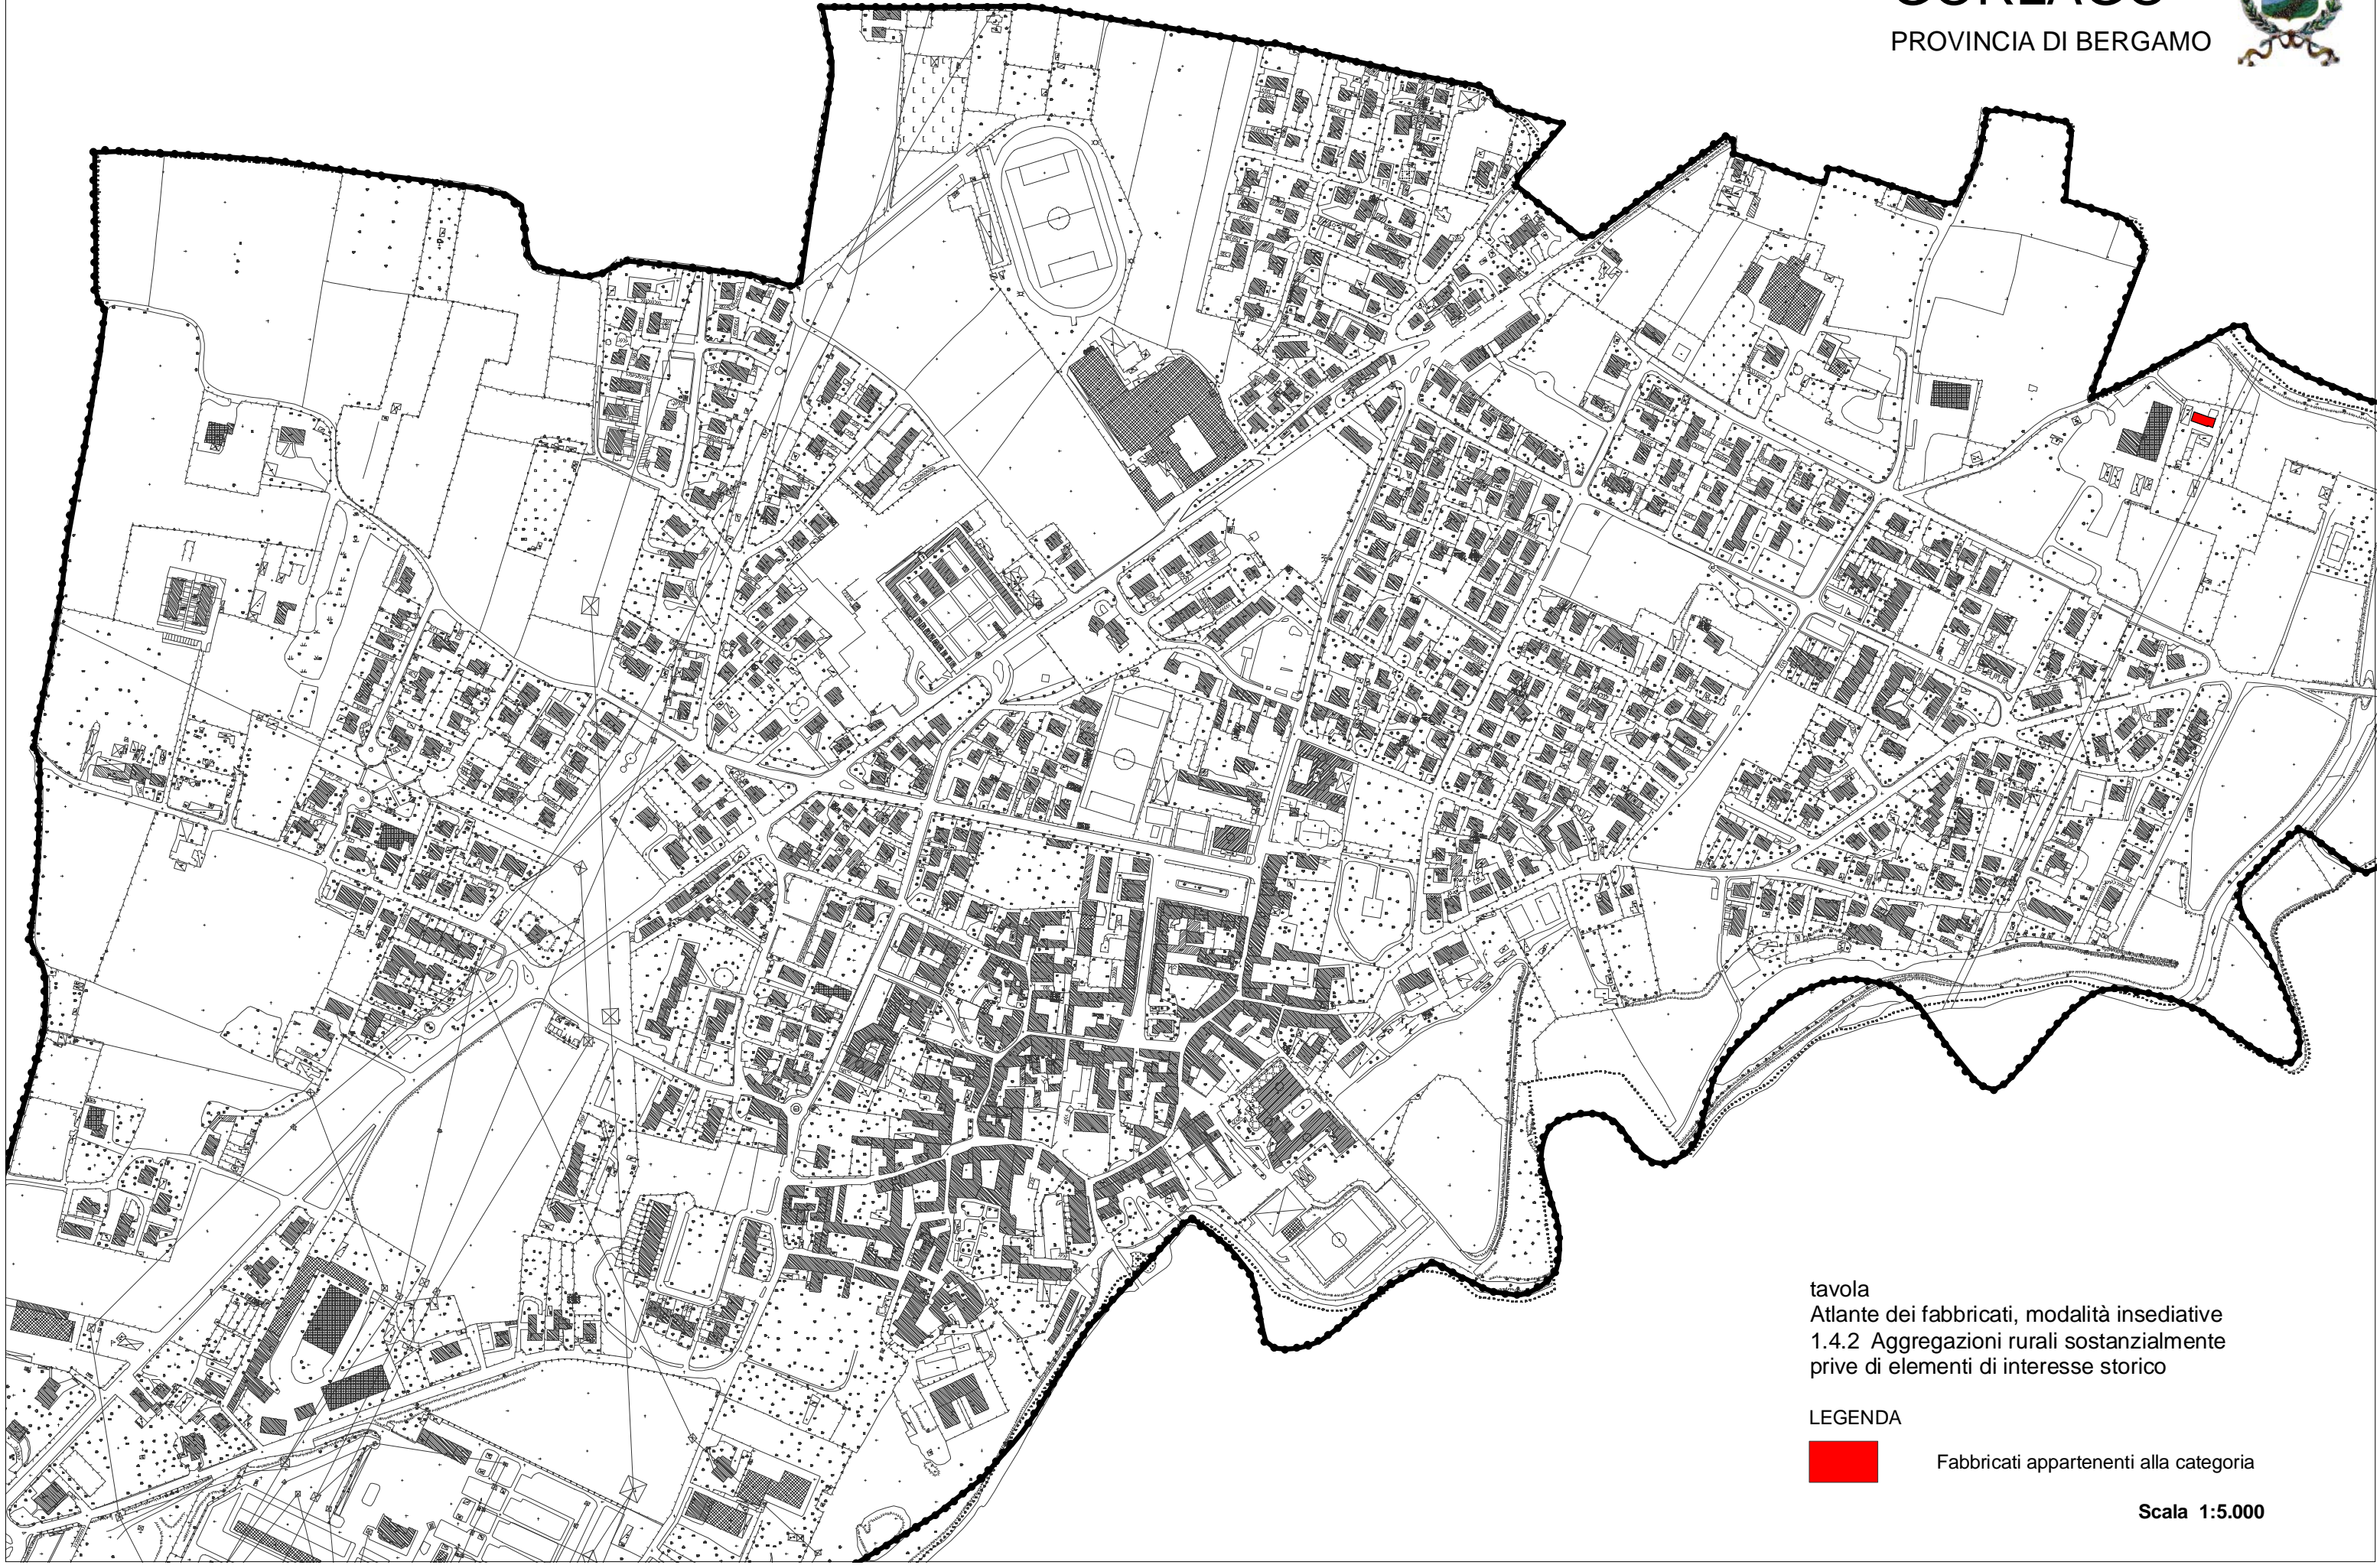 PROVINCIA DI BERGAMO
tavola
Atlante dei fabbricati, modalità insediative
1.4.2 Aggregazioni rurali sostanzialmente
prive di elementi di interesse storico
LEGENDA
Fabbricati appartenenti alla categoria
Scala 1:5.000